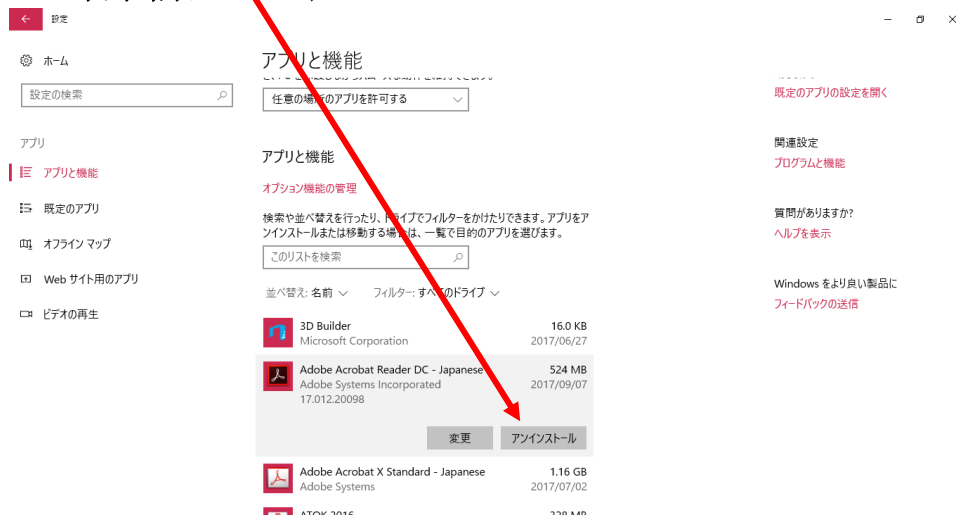 設定
ホーム
設定の検索
アプリ
アプリと機能
既定のアプリ
オフライン マップ
Web サイト用のアプリ
ビデオの再生
アプリと機能
任意の場所のアプリを許可する
アプリと機能
オプション機能の管理
検索や並べ替えを行ったり、ドライブでフィルターをかけたりできます。アプリをア
ンインストールまたは移動する場合は、一覧で目的のアプリを選びます。
このリストを検索
並べ替え: 名前 フィルター: すべてのドライブ
3D Builder 16.0 KB
Microsoft Corporation 2017/06/27
Adobe Acrobat Reader DC - Japanese 524 MB
Adobe Systems Incorporated 2017/09/07
17.012.20098
変更 アンインストール
Adobe Acrobat X Standard - Japanese 1.16 GB
Adobe Systems 2017/07/02
ATOK 2016 328 MB
既定のアプリの設定を開く
関連設定
プログラムと機能
質問がありますか?
ヘルプを表示
Windows をより良い製品に
フィードバックの送信